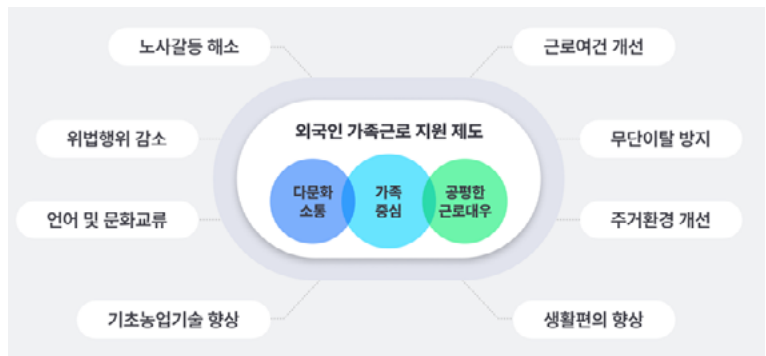 노사갈등 해소
근로여건 개선
위법행위 감소
외국인 가족근로 지원 제도
무단이탈 방지
다문화
소통
가족
중심
공평한
근로대우
언어 및 문화교류
주거환경 개선
기초농업기술 향상
생활편의 향상